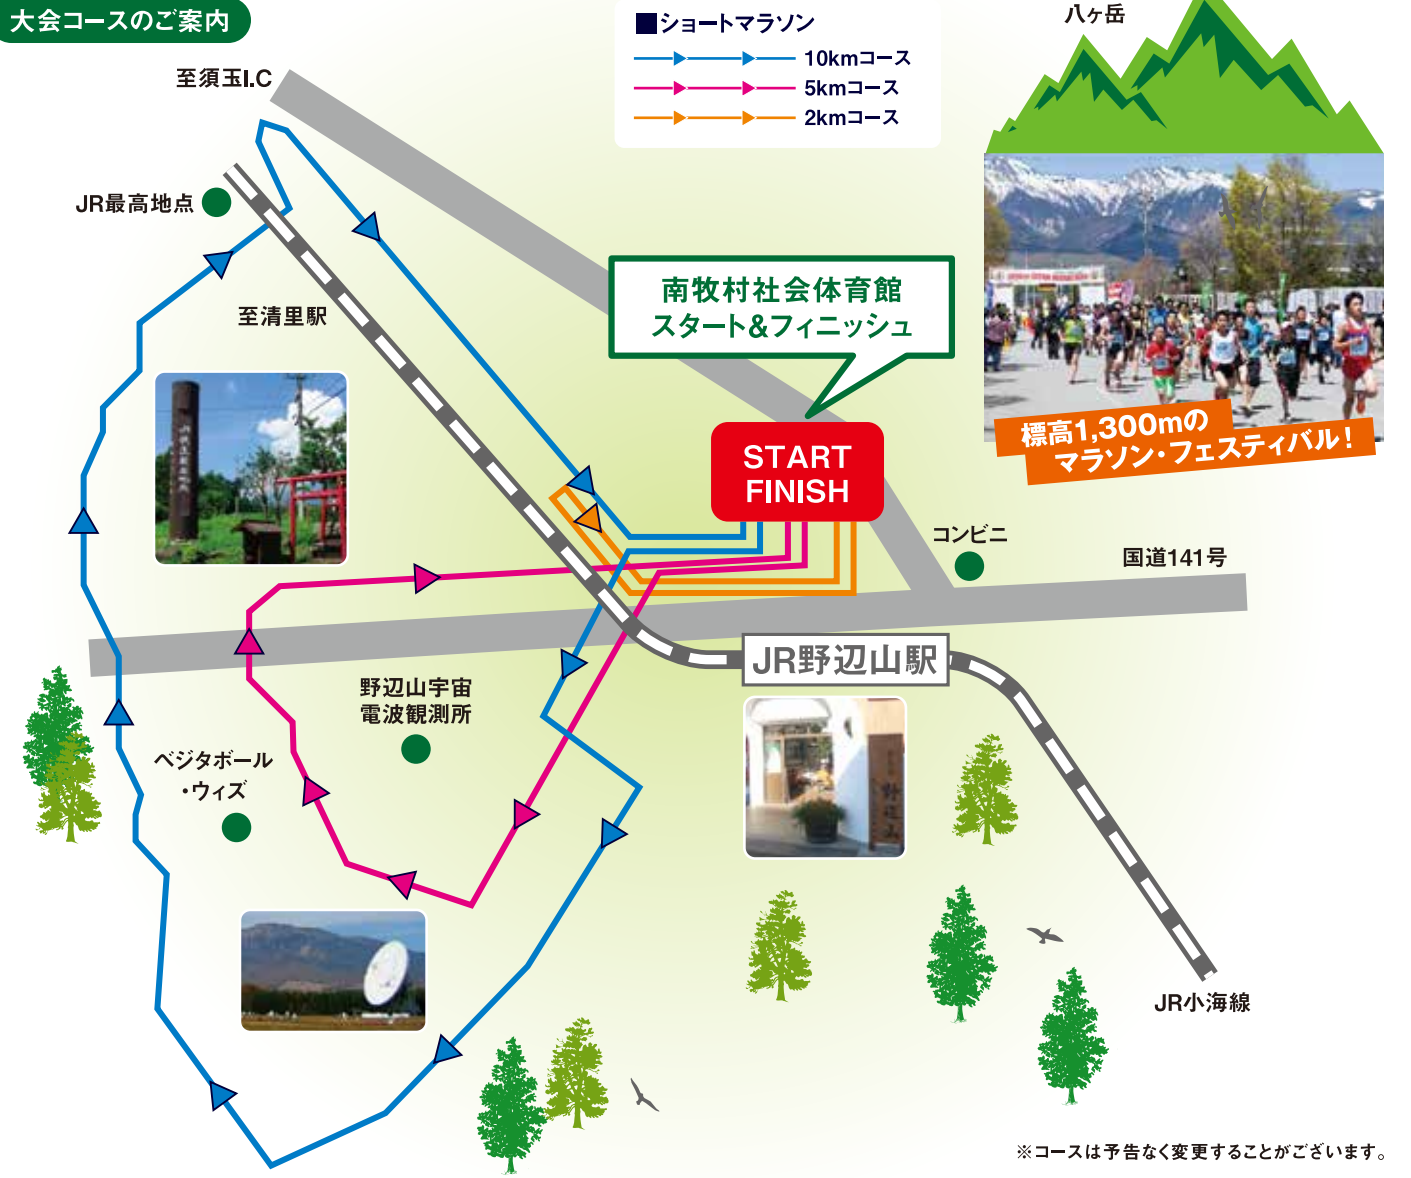 大会コースのご案内
■ショートマラソン
10kmコース
5kmコース
2kmコース
八ヶ岳
至須玉I.C
JR最高地点
至清里駅
南牧村社会体育館
スタート&フィニッシュ
標高1,300mの
マラソン・フェスティバル!
START
FINISH
コンビニ
国道141号
JR野辺山駅
野辺山宇宙
電波観測所
ベジタボール
・ウィズ
野辺山
JR小海線
※コースは予告なく変更することがございます。